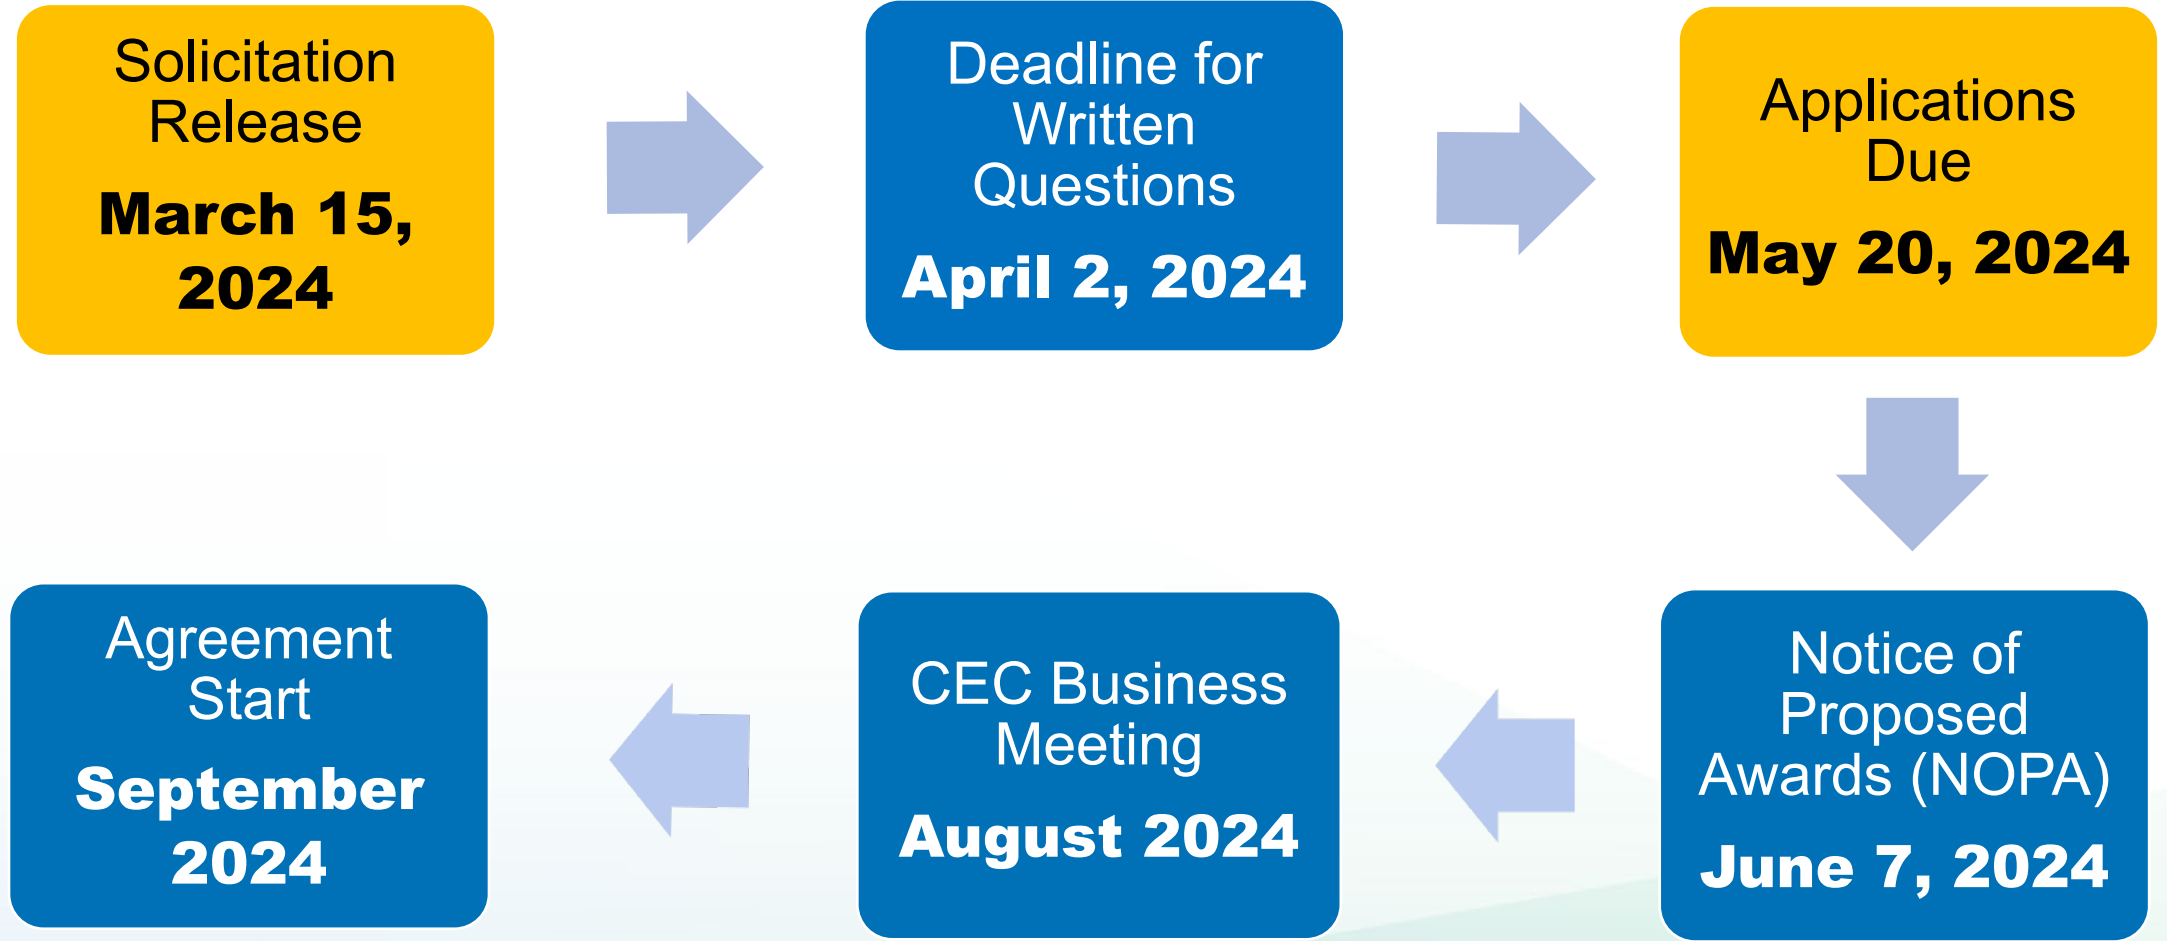 Solicitation
Release
March 15,
2024
Deadline for
Written
Questions
April 2, 2024
Applications
Due
May 20, 2024
Notice of
Proposed
Awards (NOPA)
June 7, 2024
CEC Business
Meeting
August 2024
Agreement
Start
September
2024